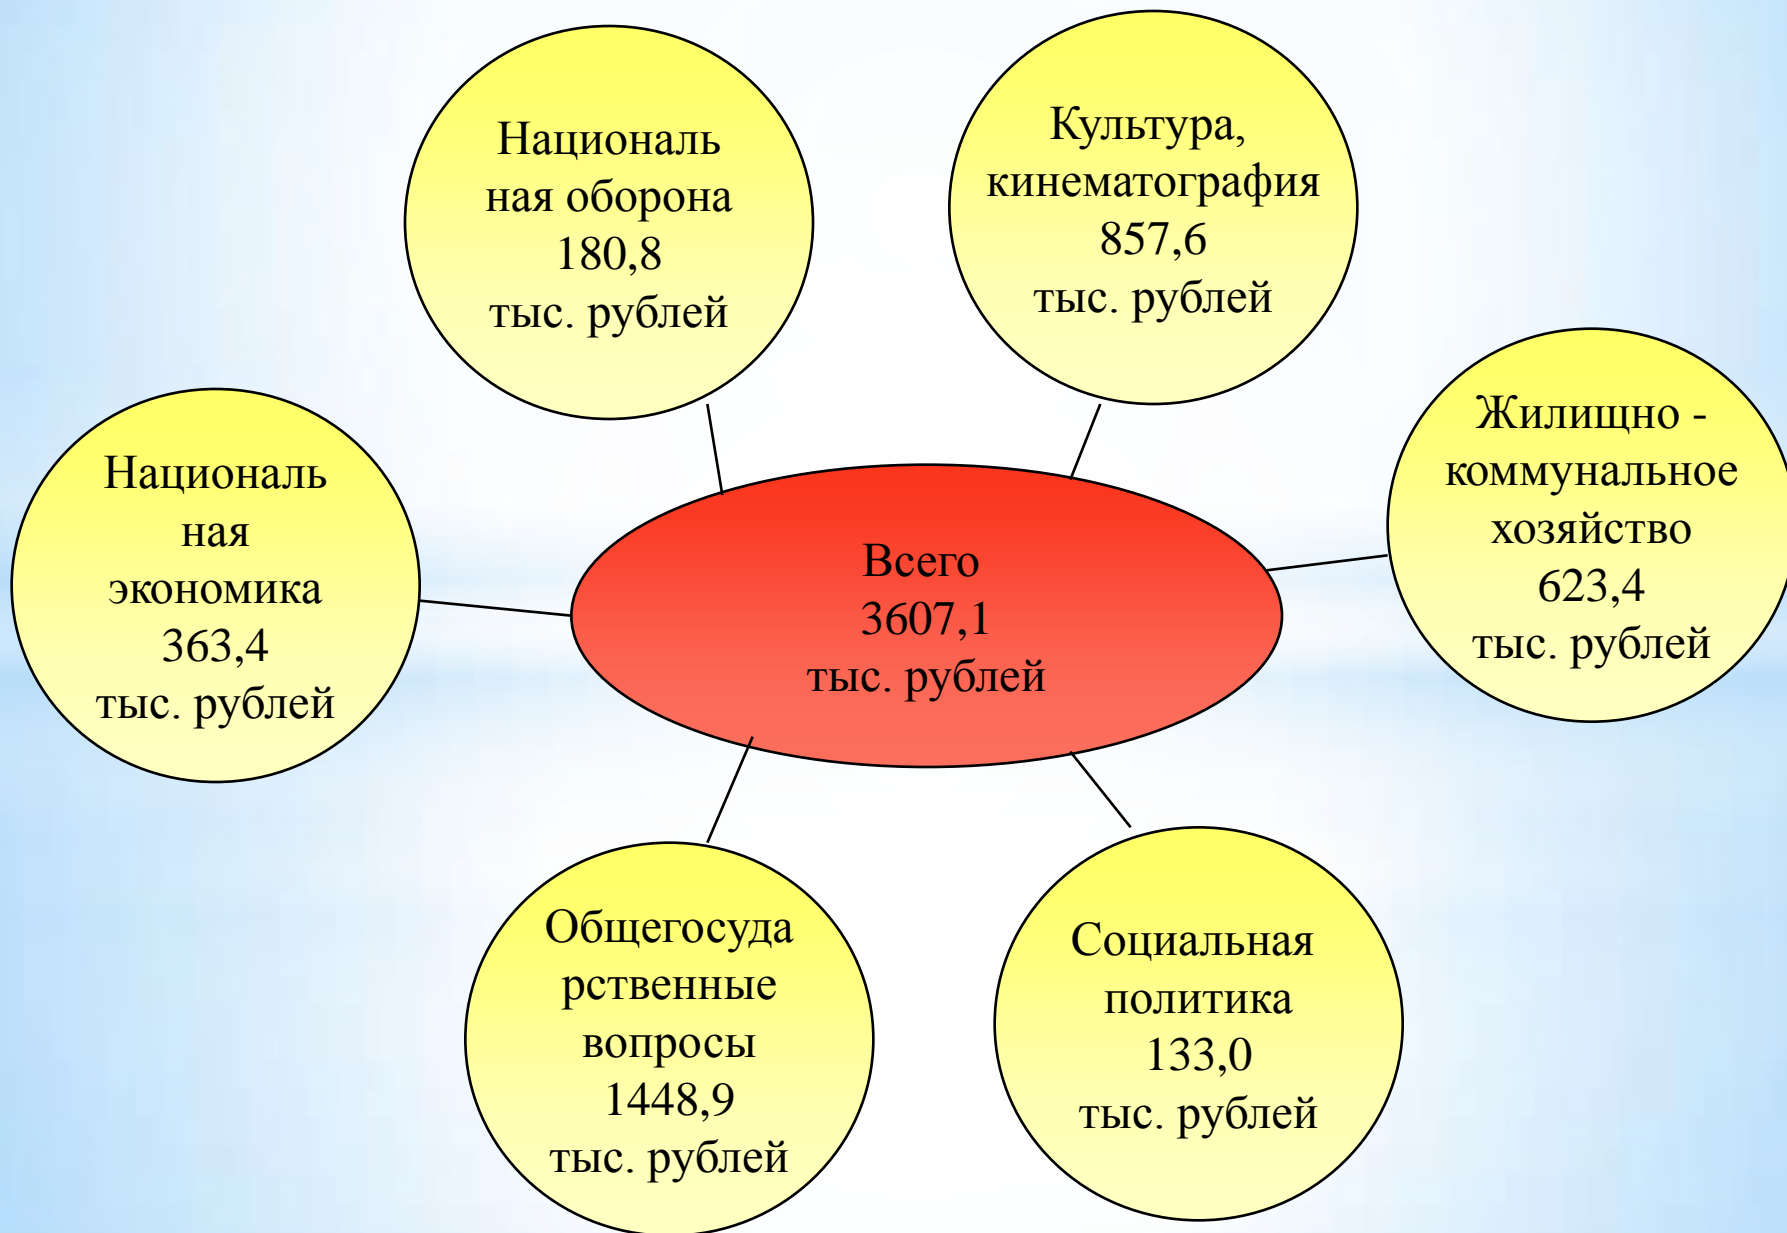 Националь
ная оборона
180,8
тыс. рублей
Культура,
кинематография
857,6
тыс. рублей
Националь
ная
экономика
363,4
тыс. рублей
Всего
3607,1
тыс. рублей
Жилищно -
коммунальное
хозяйство
623,4
тыс. рублей
Общегосуда
рственные
вопросы
1448,9
тыс. рублей
Социальная
политика
133,0
тыс. рублей